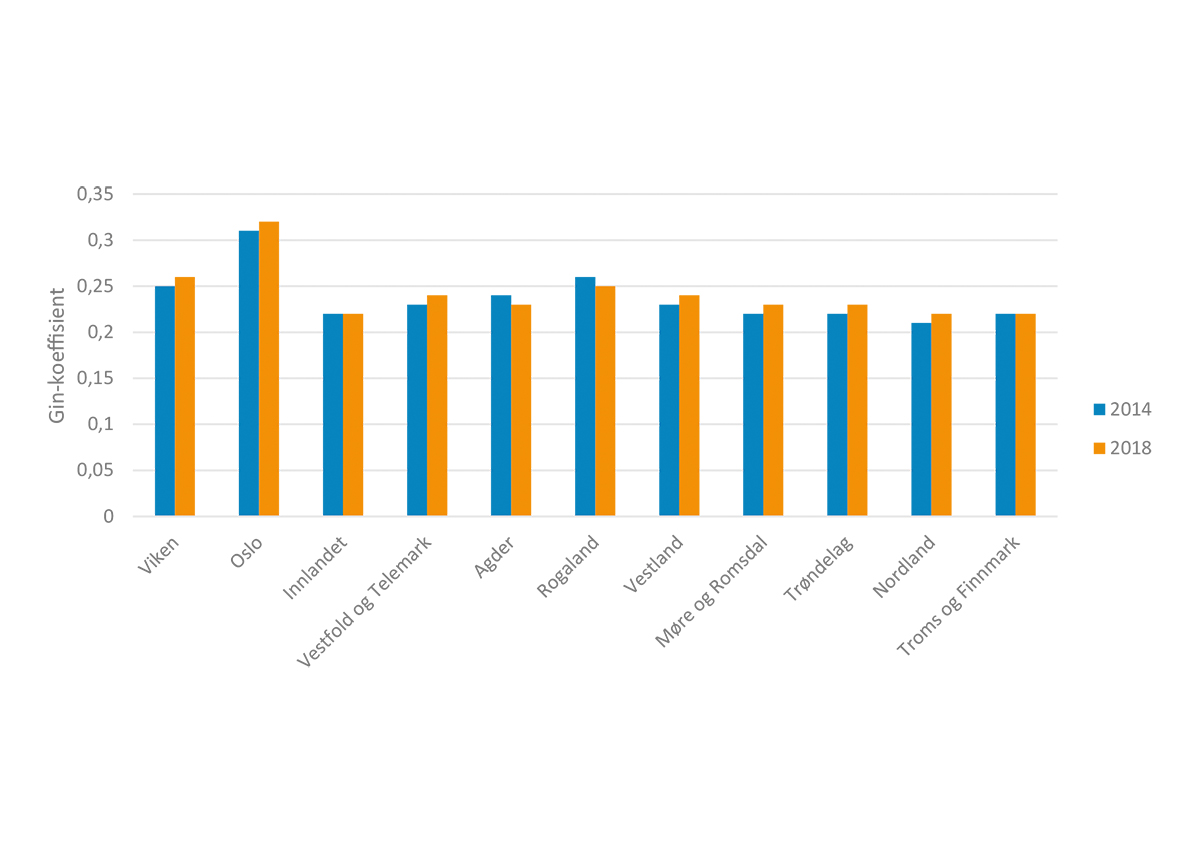 0,35
0,3
0,25
0,2
0,15
0,1
0,05
0
Gin-koeffisient
Viken
Oslo
Innlandet
Vestfold og Telemark
Agder
Rogaland
Vestland
Møre og Romsdal
Trøndelag
Nordland
Troms og Finnmark
2014
2018